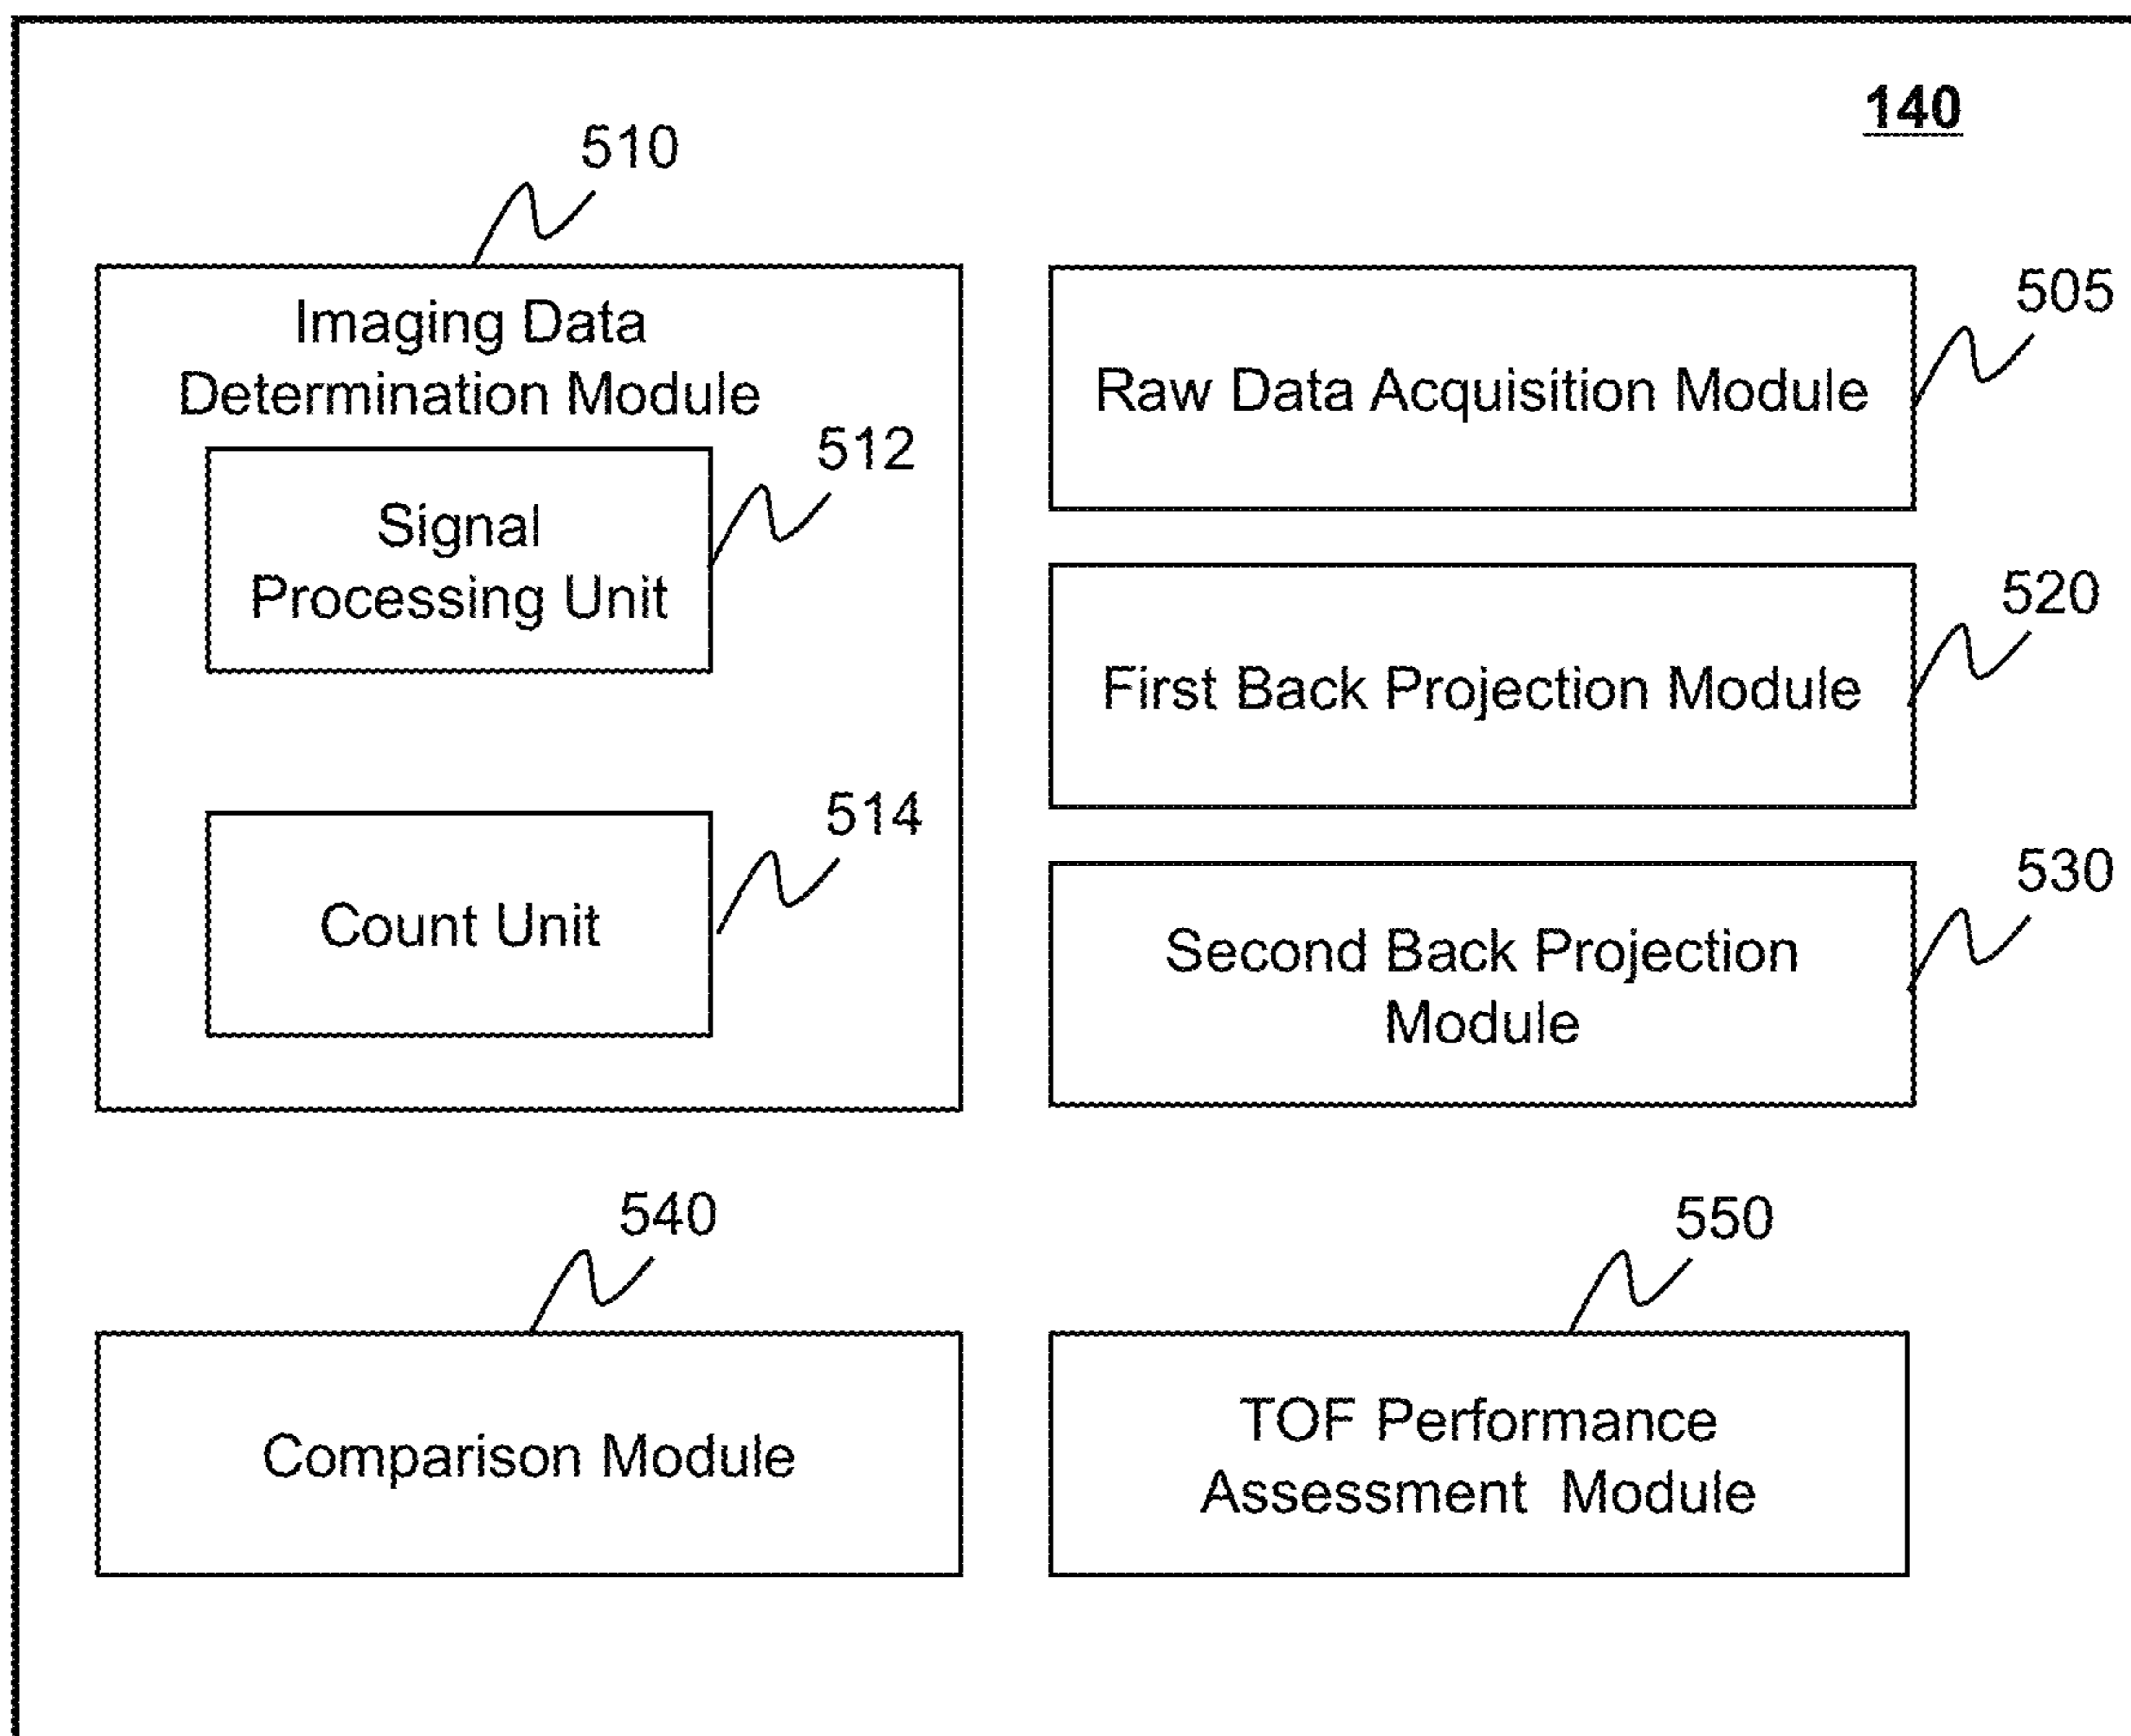 140
510
Imaging Data
Determination Module
512
Signal
Processing Unit
514
Count Unit
505
Raw Data Acquisition Module
520
First Back Projection Module
530
Second Back Projection
Module
540
Comparison Module
550
TOF Performance
Assessment Module